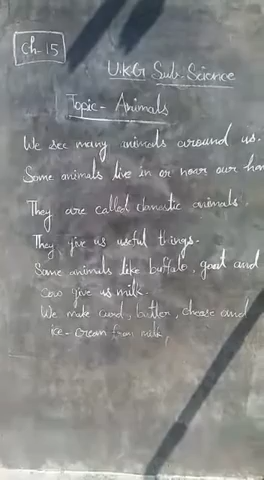 Ch-15
U.K.G Sub-Science
Topic- Animals
We see many animals around us.
Some animals live in or near our
They are called domastic animals.
They give us useful things.
Some animals like buffalo, goat and
cow give us milk.
We make curd, butter, cheese and
ice-cream from milk,